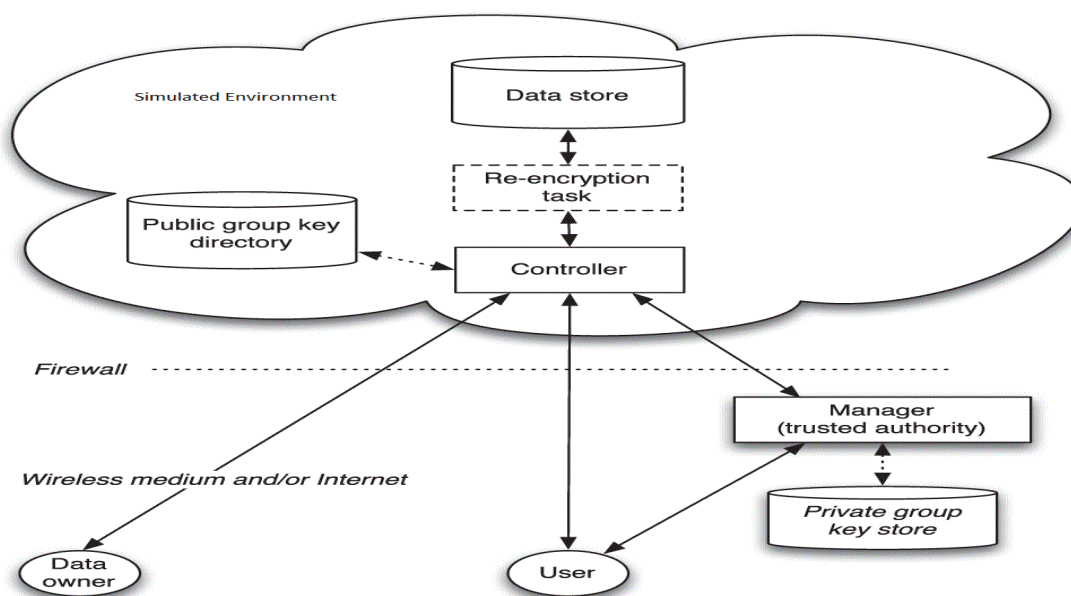 Simulated Environment
Data store
Re-encryption
task
Public group key
directory
Controller
Firewall
Manager
(trusted authority)
Wireless medium and/or Internet
Private group
key store
Data
owner
User